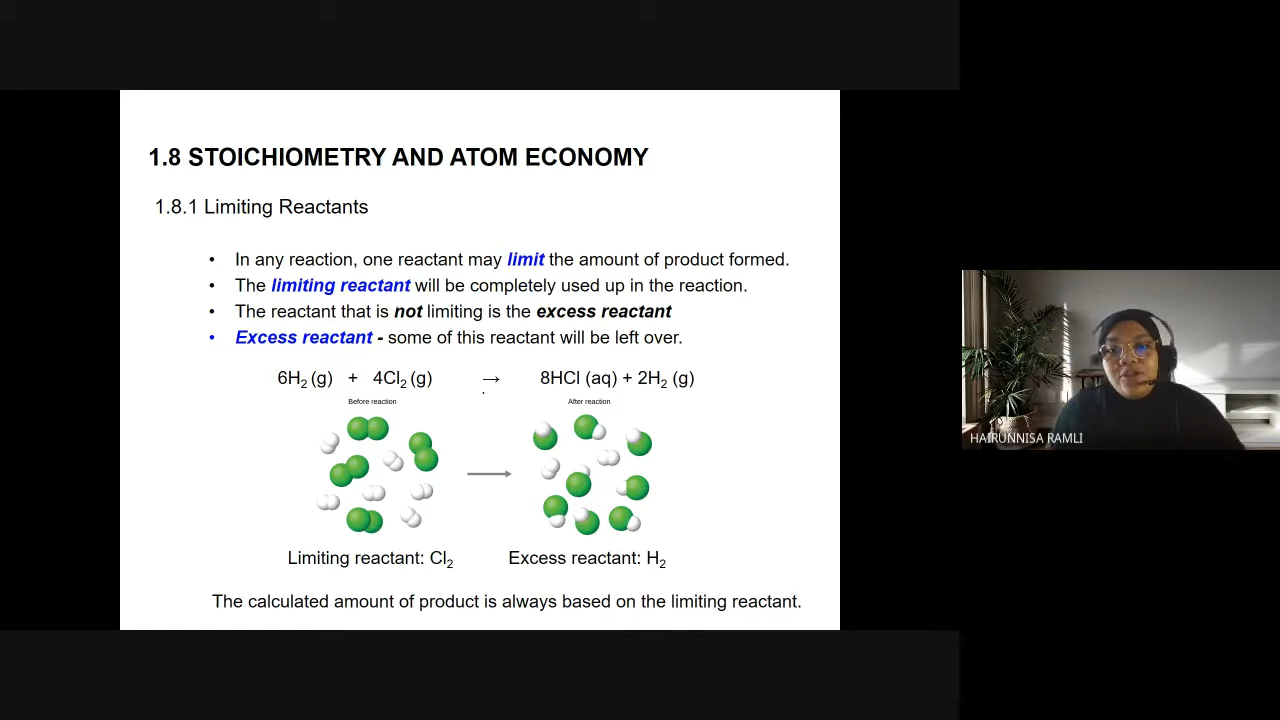 1.8 STOICHIOMETRY AND ATOM ECONOMY
1.8.1 Limiting Reactants
• In any reaction, one reactant may limit the amount of product formed.
• The limiting reactant will be completely used up in the reaction.
• The reactant that is not limiting is the excess reactant
• Excess reactant - some of this reactant will be left over.
6H₂ (g) + 4Cl₂ (g) → 8HCl (aq) + 2H₂ (g)
Before reaction After reaction
Limiting reactant: Cl₂ Excess reactant: H₂
The calculated amount of product is always based on the limiting reactant.
HAIRUNNISA RAMLI